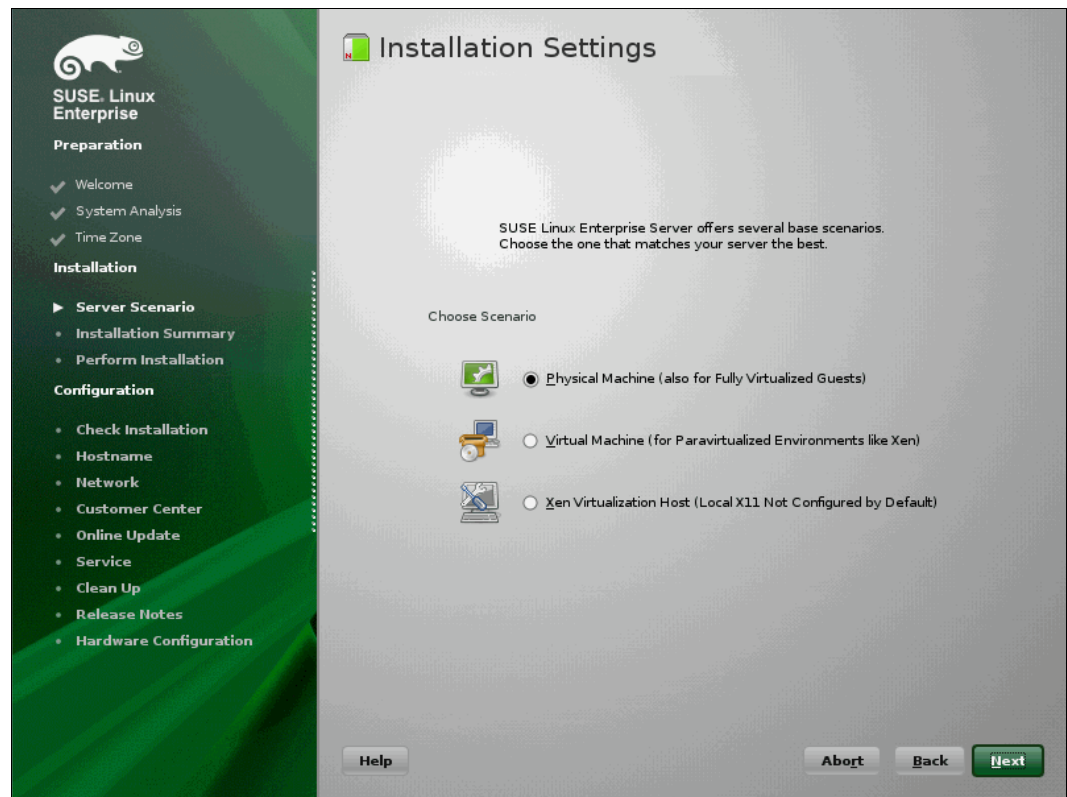 SUSE. Linux
Enterprise
Preparation
Welcome
System Analysis
Time Zone
Installation
Server Scenario
Installation Summary
Perform Installation
Configuration
Check Installation
Hostname
Network
Customer Center
Online Update
Service
Clean Up
Release Notes
Hardware Configuration
N
Installation Settings
SUSE Linux Enterprise Server offers several base scenarios.
Choose the one that matches your server the best.
Choose Scenario
Physical Machine (also for Fully Virtualized Guests)
Virtual Machine (for Paravirtualized Environments like Xen)
Xen Virtualization Host (Local X11 Not Configured by Default)
Help
Abort
Back
Next